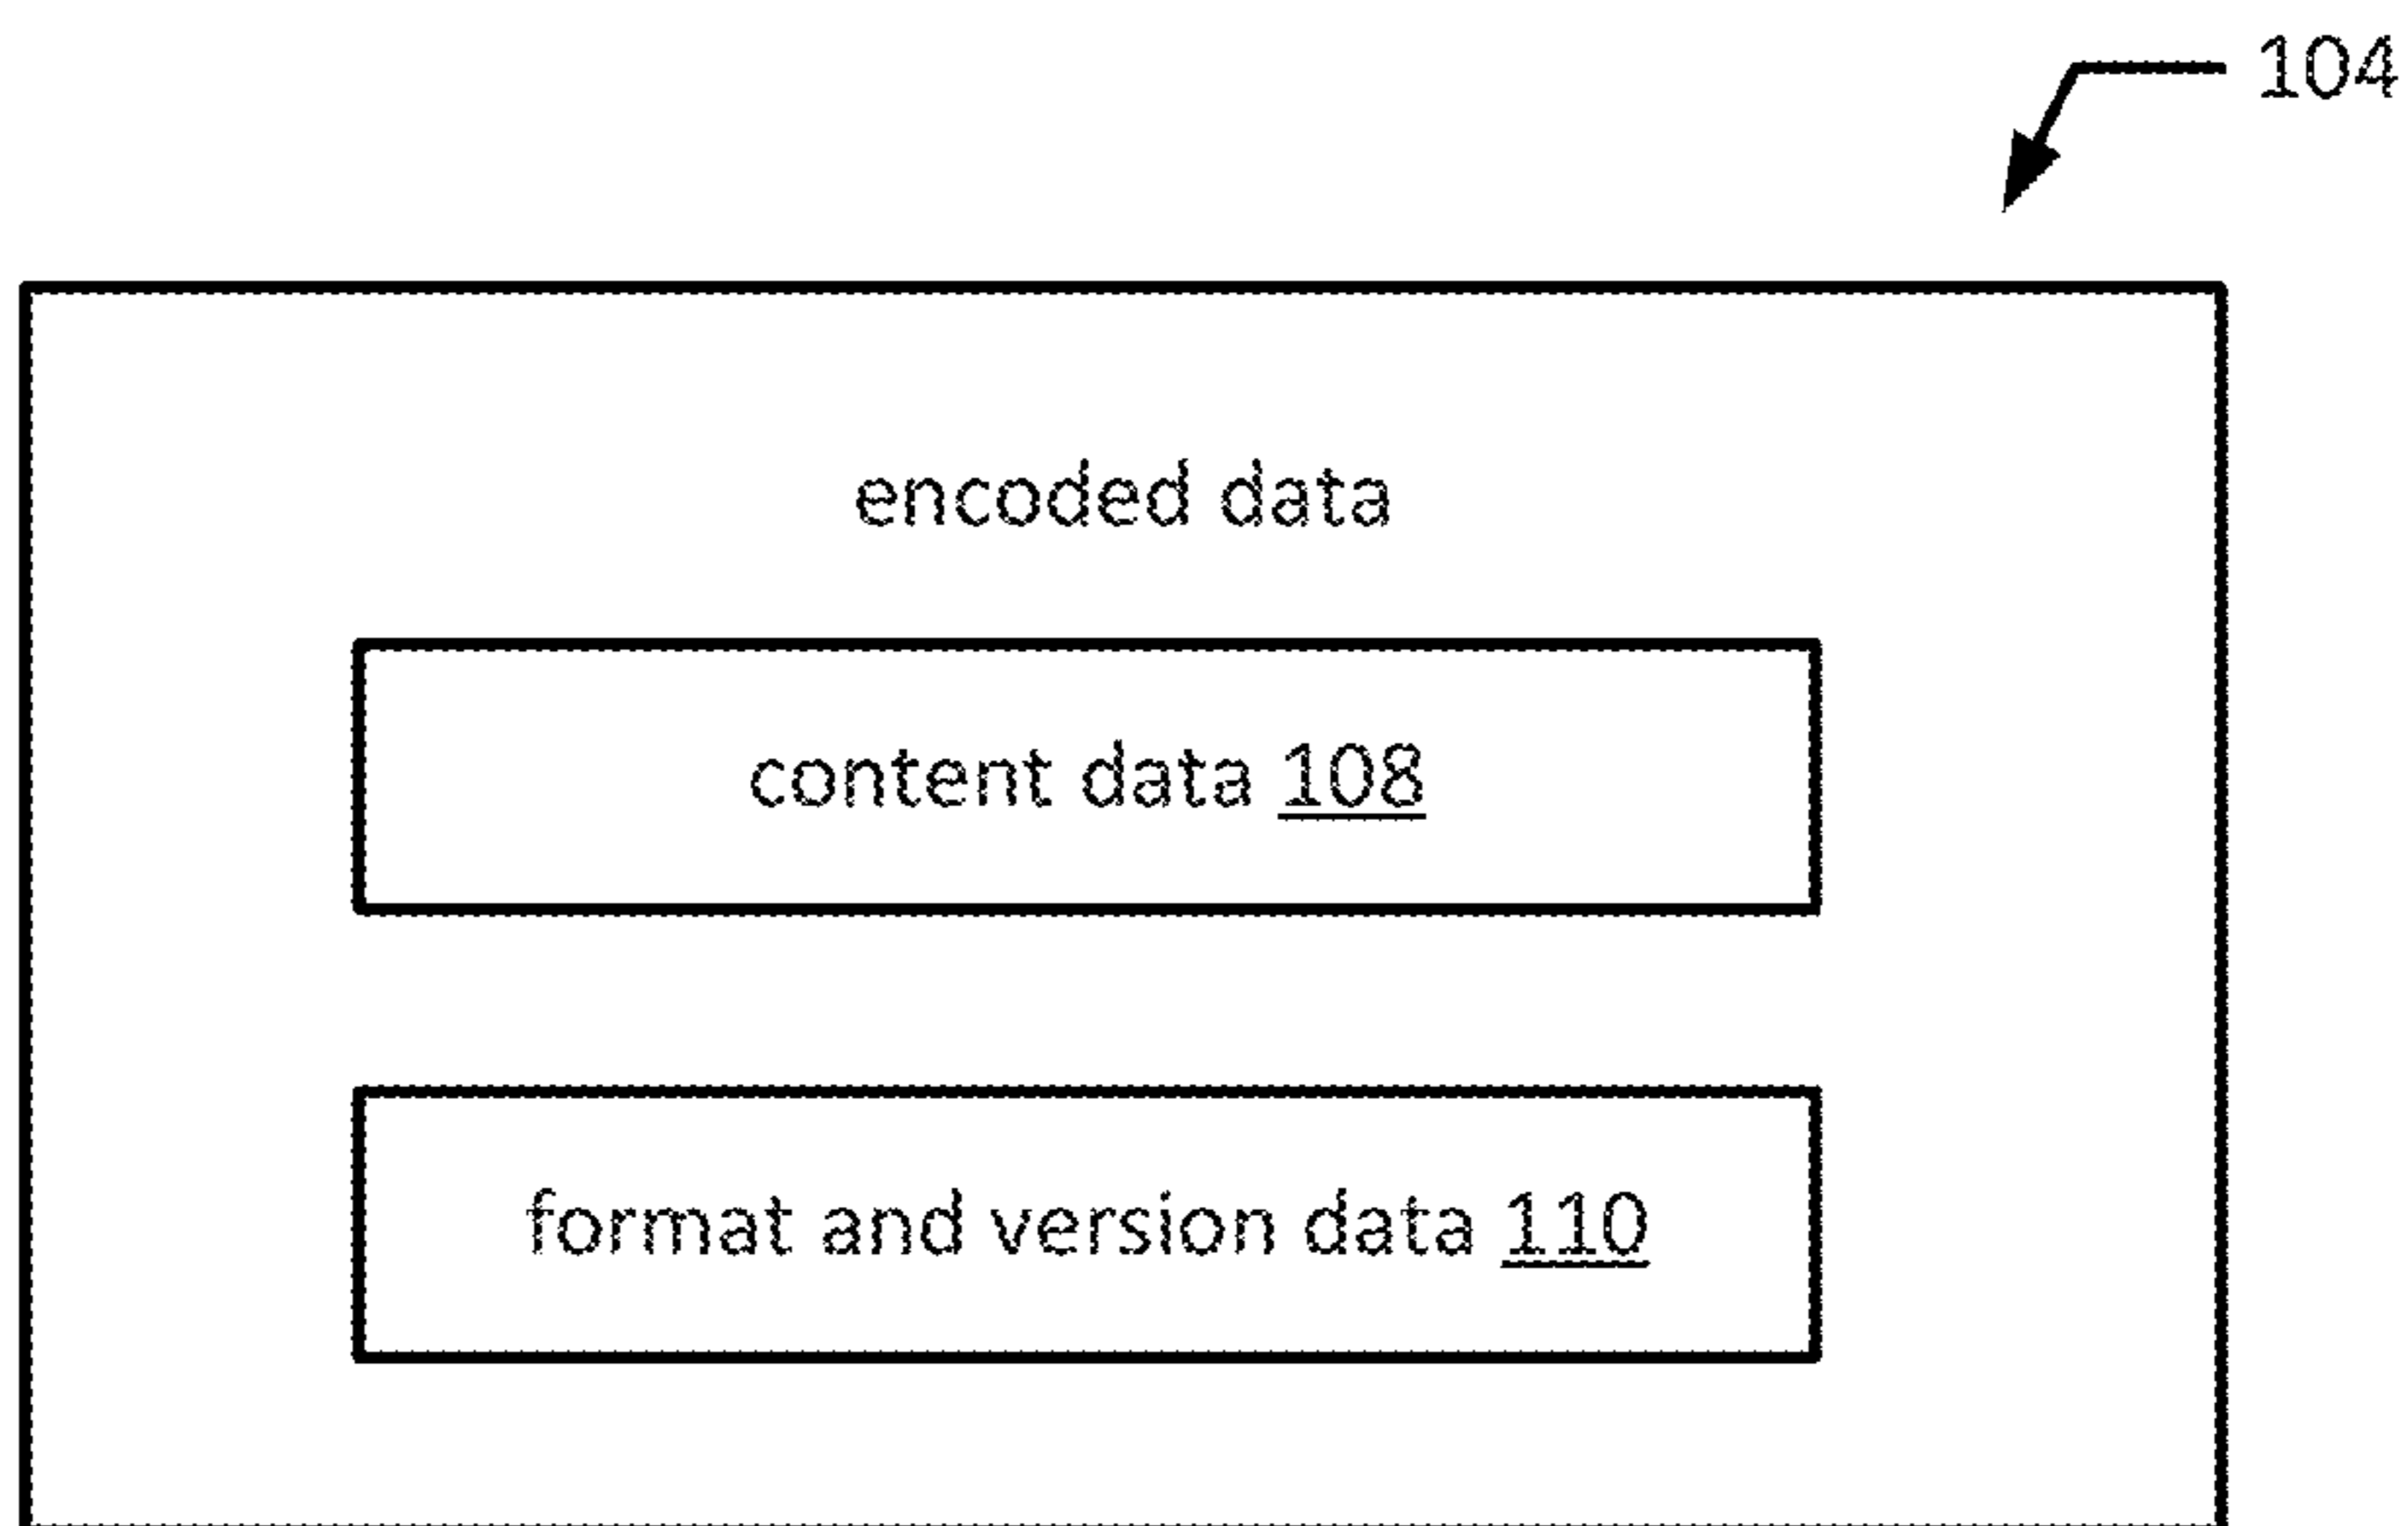 104
encoded data
content data 108
format and version data 110